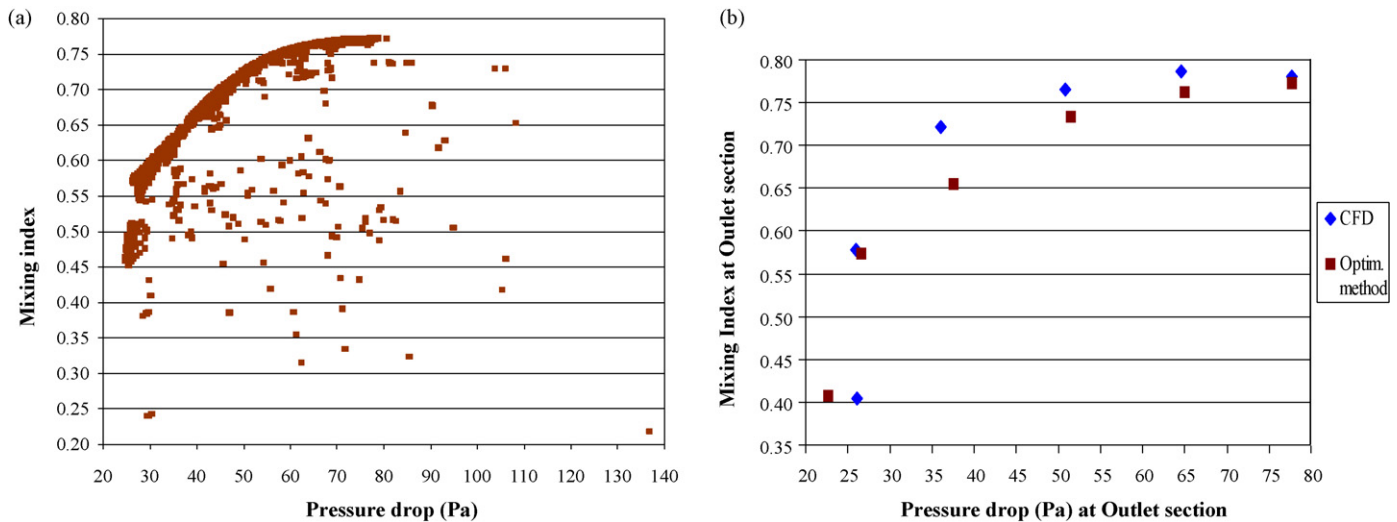 (a)
0.80
0.75
0.70
0.65
0.60
0.55
0.50
0.45
0.40
0.35
0.30
0.25
0.20
Mixing index
20 30 40 50 60 70 80 90 100 110 120 130 140
Pressure drop (Pa)
(b)
0.80
0.75
0.70
0.65
0.60
0.55
0.50
0.45
0.40
0.35
Mixing Index at Outlet section
20 25 30 35 40 45 50 55 60 65 70 75 80
Pressure drop (Pa) at Outlet section
CFD
Optim.
method